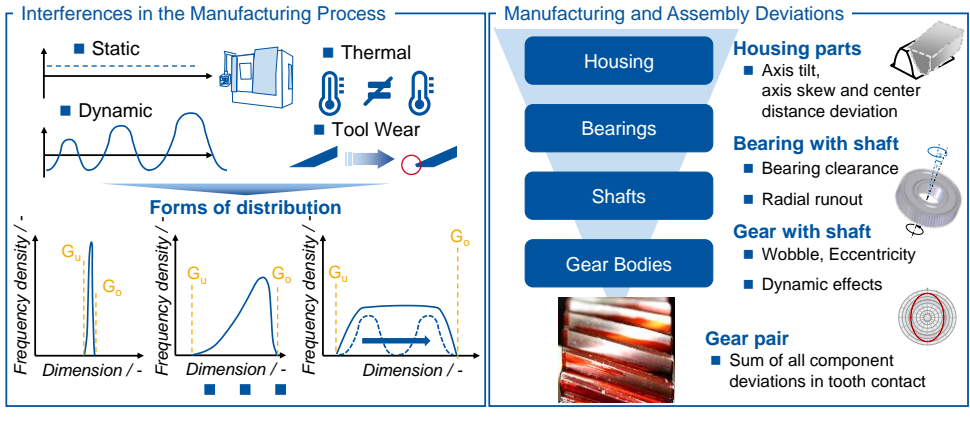 Interferences in the Manufacturing Process
Static
Thermal
Dynamic
Tool Wear
Forms of distribution
Frequency density / -
Gu
Go
Dimension / -
Frequency density / -
Gu
Go
Dimension / -
Frequency density / -
Gu
Go
Dimension / -
Manufacturing and Assembly Deviations
Housing
Bearings
Shafts
Gear Bodies
Housing parts
Axis tilt,
axis skew and center
distance deviation
Bearing with shaft
Bearing clearance
Radial runout
Gear with shaft
Wobble, Eccentricity
Dynamic effects
Gear pair
Sum of all component
deviations in tooth contact